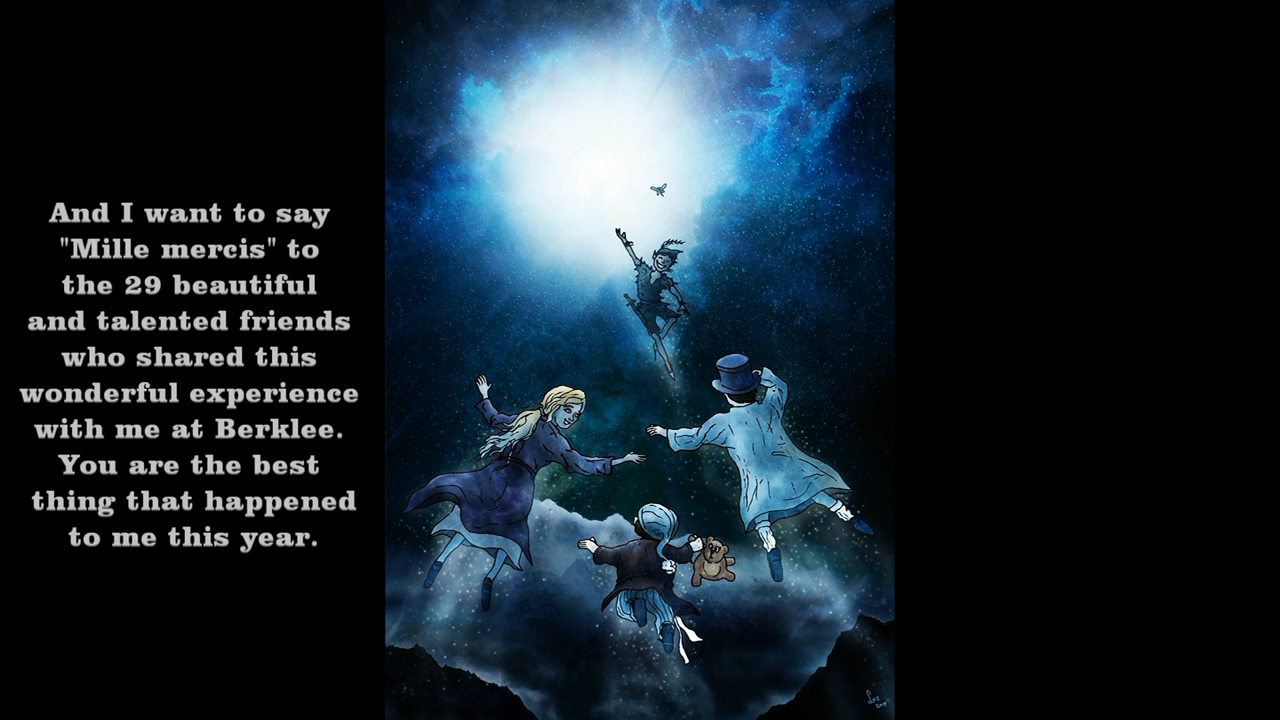 And I want to say
"Mille mercis" to
the 29 beautiful
and talented friends
who shared this
wonderful experience
with me at Berklee.
You are the best
thing that happened
to me this year.